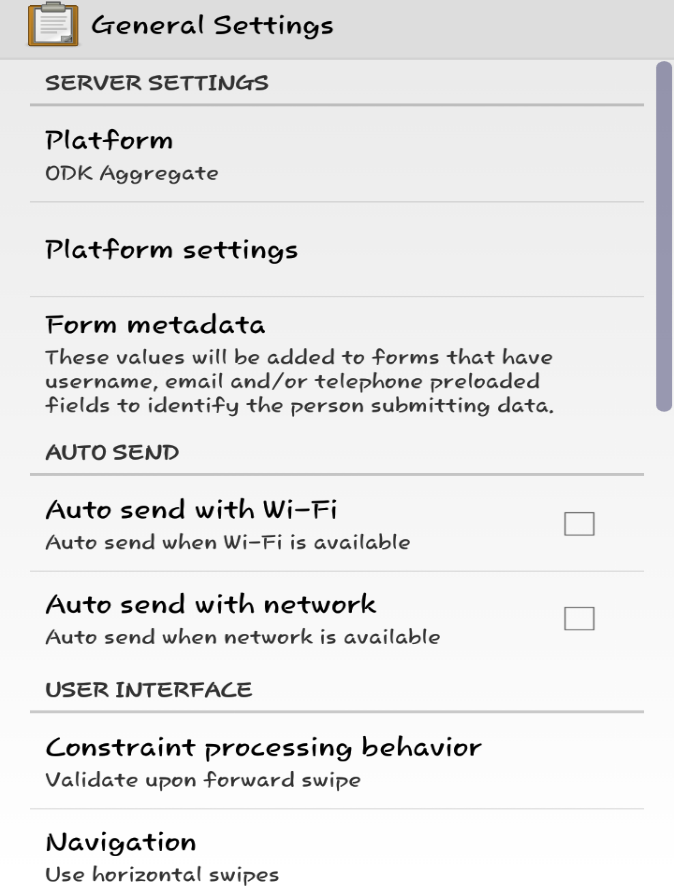 General Settings
SERVER SETTINGS
Platform
ODK Aggregate
Platform settings
Form metadata
These values will be added to forms that have
username, email and/or telephone preloaded
fields to identify the person submitting data.
AUTO SEND
Auto send with Wi-Fi
Auto send when Wi-Fi is available
Auto send with network
Auto send when network is available
USER INTERFACE
Constraint processing behavior
Validate upon forward swipe
Navigation
Use horizontal swipes